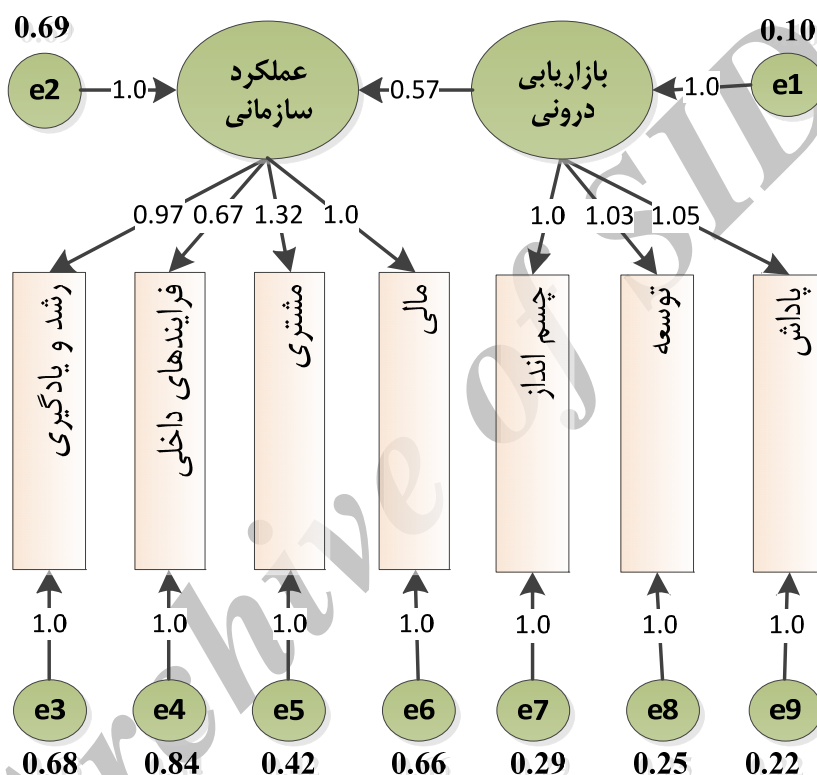 0.69
0.10
e2
1.0
عملکرد
سازمانی
0.57
بازاریابی
درونی
1.0
e1
0.97 0.67 1.32 1.0
1.0 1.03 1.05
رشد و یادگیری
فرایندهای داخلی
مشتری
مالی
چشم انداز
توسعه
پاداش
1.0 1.0 1.0 1.0 1.0 1.0 1.0
e3 e4 e5 e6 e7 e8 e9
0.68 0.84 0.42 0.66 0.29 0.25 0.22
Archive of SID